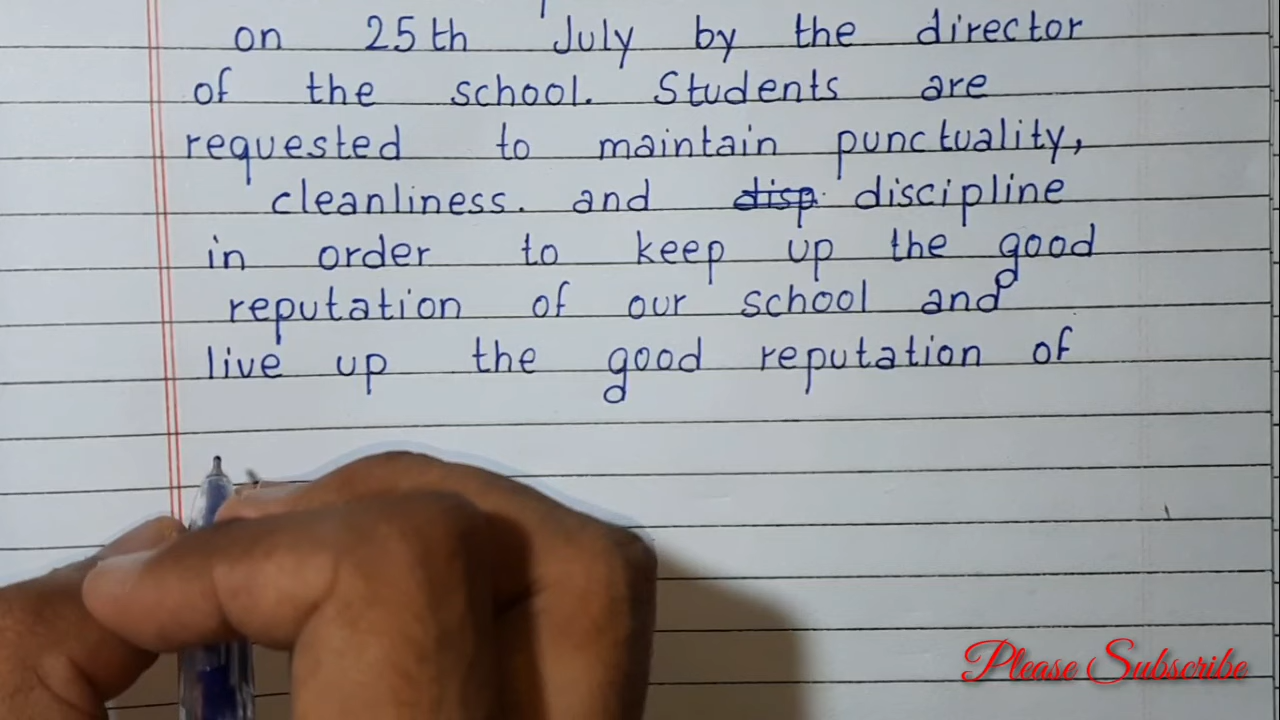 on 25th July by the director
of the school. Students are
requested to maintain punctuality,
cleanliness. and disp. discipline
in order to keep up the good
reputation of our school and
live up the good reputation of
Please Subscribe